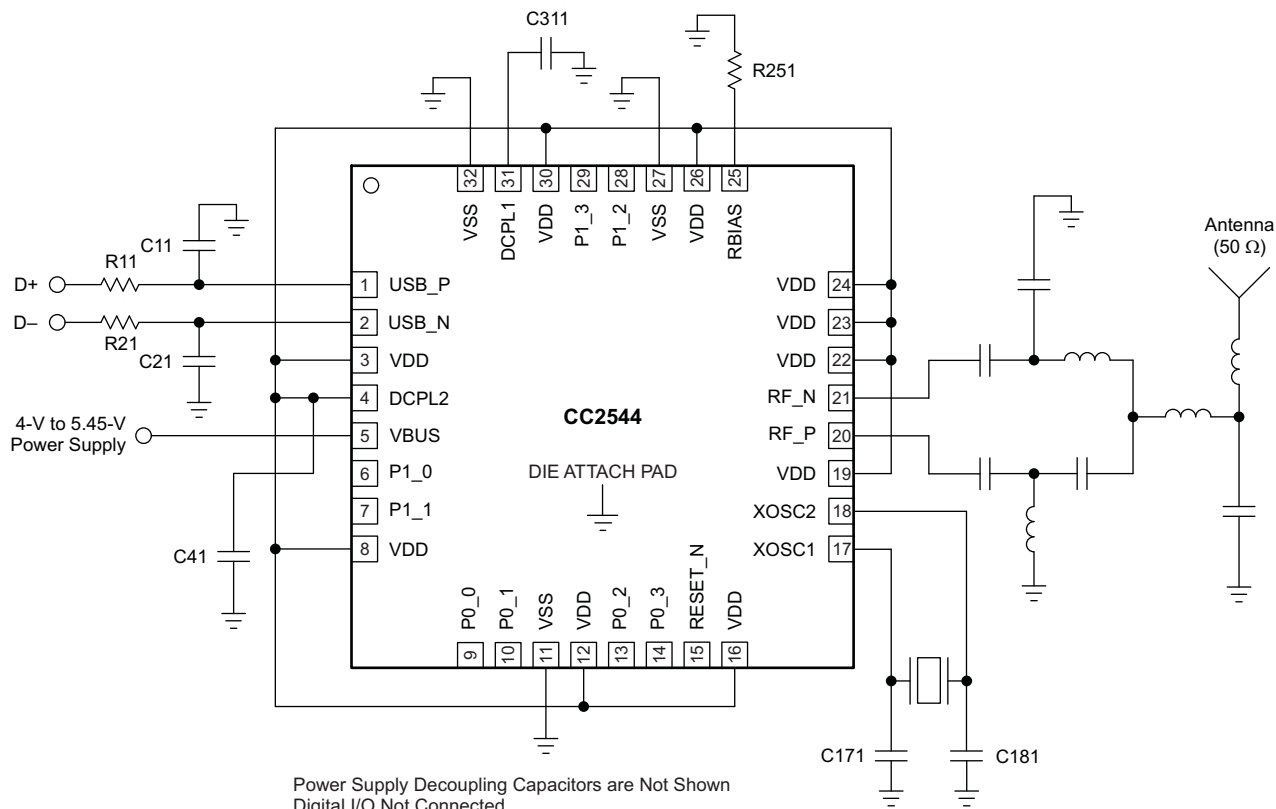 C311
R251
32
31
30
29
28
27
26
25
VSS
DCPL1
VDD
P1_3
P1_2
VSS
VDD
RBIAS
C11
R11
D+
D–
R21
C21
1 USB_P
2 USB_N
3 VDD
4 DCPL2
5 VBUS
6 P1_0
7 P1_1
8 VDD
4-V to 5.45-V
Power Supply
C41
CC2544
DIE ATTACH PAD
VDD 24
VDD 23
VDD 22
RF_N 21
RF_P 20
VDD 19
XOSC2 18
XOSC1 17
Antenna
(50 Ω)
P0_0
P0_1
VSS
VDD
P0_2
P0_3
RESET_N
VDD
9
10
11
12
13
14
15
16
C171
C181
Power Supply Decoupling Capacitors are Not Shown
Digital I/O Not Connected